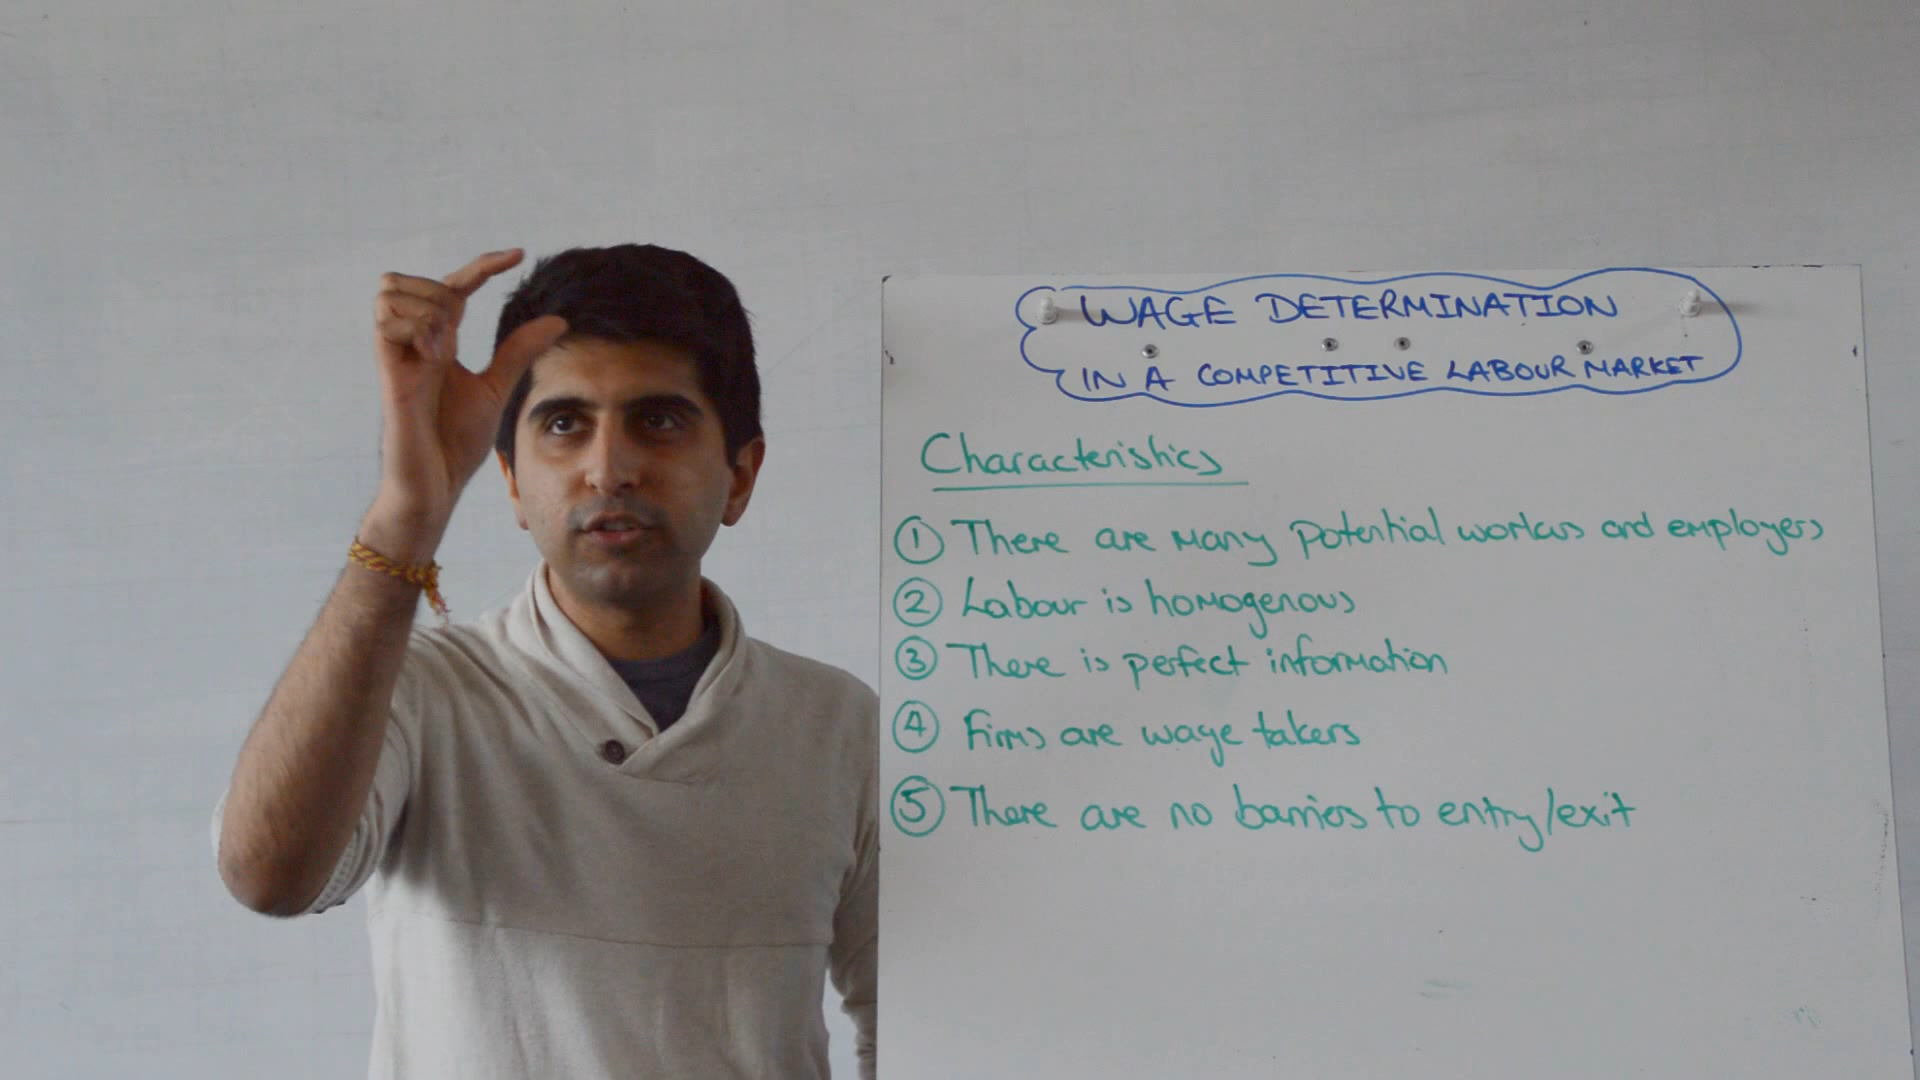 WAGE DETERMINATION
IN A COMPETITIVE LABOUR MARKET
Characteristics
1 There are many potential workers and employers
2 Labour is homogenous
3 There is perfect information
4 Firms are wage takers
5 There are no barriers to entry/exit